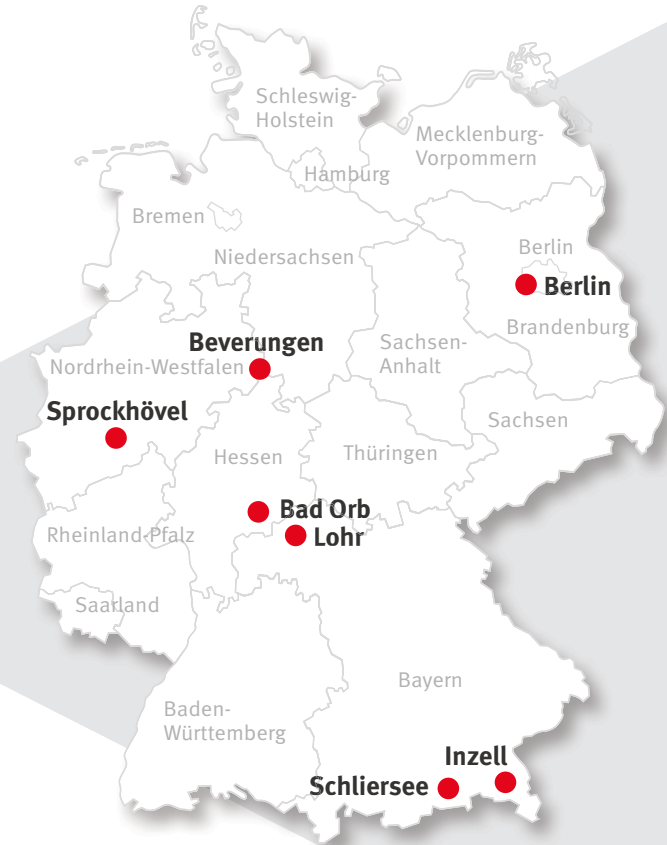 Schleswig-
Holstein
Mecklenburg-
Vorpommern
Hamburg
Bremen
Niedersachsen
Berlin
Berlin
Brandenburg
Beverungen
Sachsen-
Anhalt
Nordrhein-Westfalen
Sprockhövel
Sachsen
Hessen
Thüringen
Bad Orb
Lohr
Rheinland-Pfalz
Saarland
Bayern
Baden-
Württemberg
Inzell
Schliersee